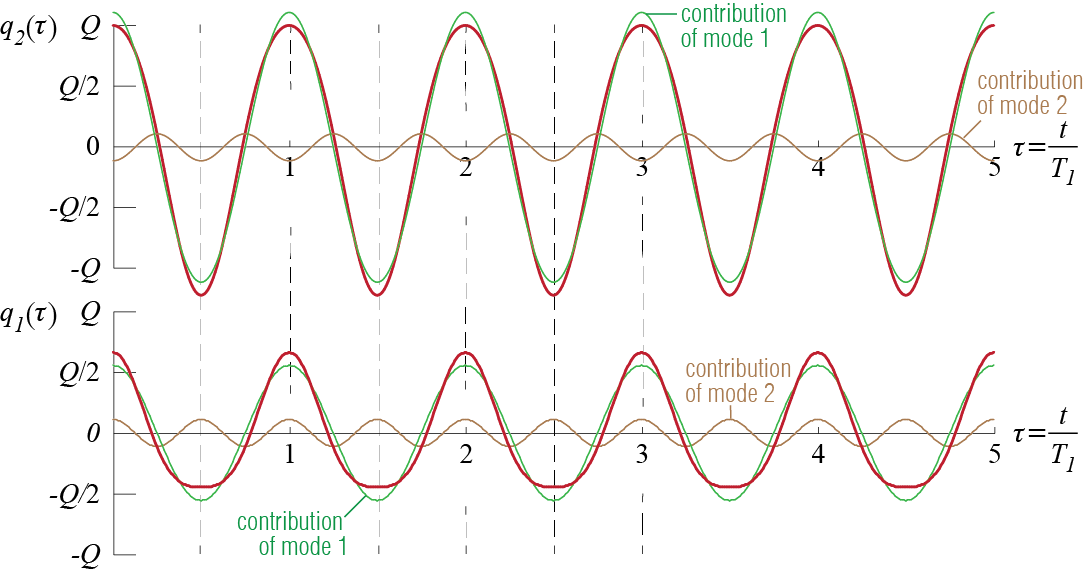 q2(τ)
Q
Q/2
0
-Q/2
-Q
contribution
of mode 1
contribution
of mode 2
1
2
3
4
5
τ=t/T1
q1(τ)
Q
Q/2
0
-Q/2
-Q
contribution
of mode 2
1
2
3
4
5
τ=t/T1
contribution
of mode 1